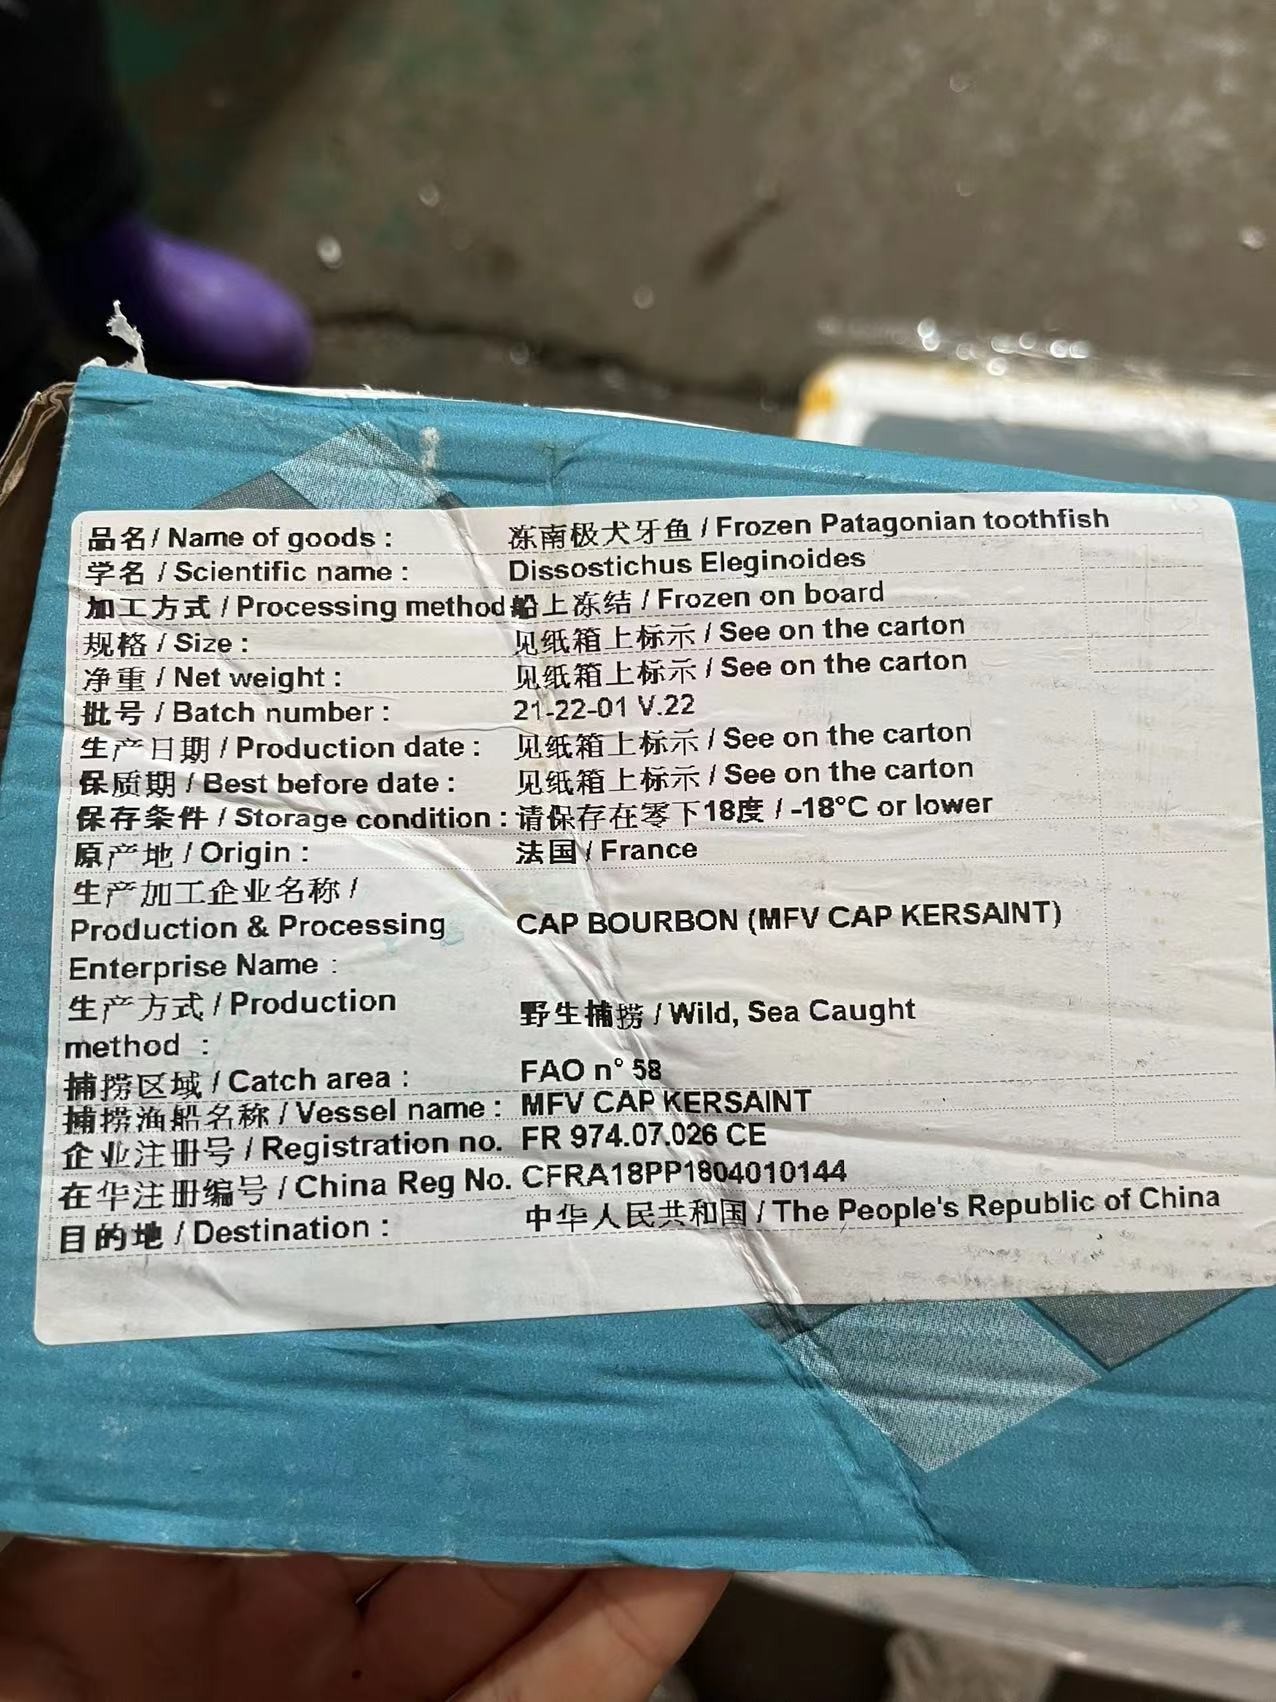 品名/ Name of goods : 冻南极犬牙鱼 / Frozen Patagonian toothfish
学名 / Scientific name : Dissostichus Eleginoides
加工方式 / Processing method 船上冻结 / Frozen on board
规格 / Size : 见纸箱上标示 / See on the carton
净重 / Net weight : 见纸箱上标示 / See on the carton
批号 / Batch number : 21-22-01 V.22
生产日期 / Production date : 见纸箱上标示 / See on the carton
保质期 / Best before date : 见纸箱上标示 / See on the carton
保存条件 / Storage condition : 请保存在零下18度 / -18°C or lower
原产地 / Origin : 法国 / France
生产加工企业名称 /
Production & Processing CAP BOURBON (MFV CAP KERSAINT)
Enterprise Name :
生产方式 / Production 野生捕捞 / Wild, Sea Caught
method :
捕捞区域 / Catch area : FAO n° 58
捕捞渔船名称 / Vessel name : MFV CAP KERSAINT
企业注册号 / Registration no. FR 974.07.026 CE
在华注册编号 / China Reg No. CFRA18PP1804010144
目的地 / Destination : 中华人民共和国 / The People's Republic of China